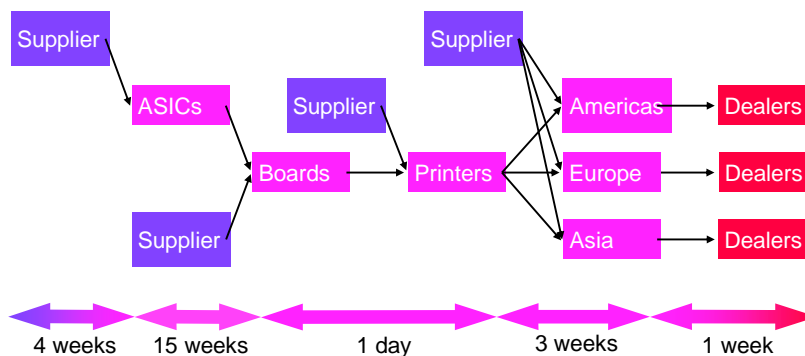 Supplier
Supplier
ASICs
Supplier
Americas
Dealers
Boards
Printers
Europe
Dealers
Supplier
Asia
Dealers
4 weeks
15 weeks
1 day
3 weeks
1 week